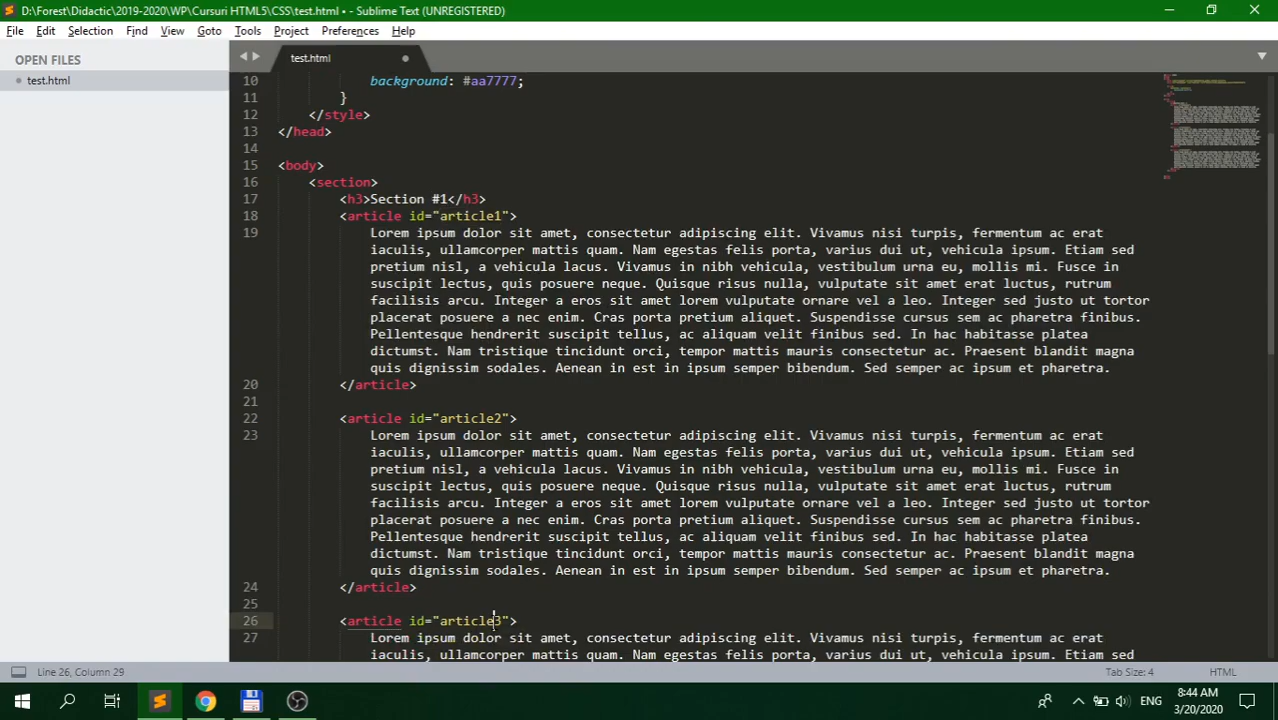 D:\Forest\Didactic\2019-2020\WP\Cursuri HTML5\CSS\test.html • - Sublime Text (UNREGISTERED)
File Edit Selection Find View Goto Tools Project Preferences Help
OPEN FILES
test.html
test.html
10 background: #aa7777;
11 }
12 </style>
13 </head>
14
15 <body>
16 <section>
17 <h3>Section #1</h3>
18 <article id="article1">
19 Lorem ipsum dolor sit amet, consectetur adipiscing elit. Vivamus nisi turpis, fermentum ac erat
iaculis, ullamcorper mattis quam. Nam egestas felis porta, varius dui ut, vehicula ipsum. Etiam sed
pretium nisl, a vehicula lacus. Vivamus in nibh vehicula, vestibulum urna eu, mollis mi. Fusce in
suscipit lectus, quis posuere neque. Quisque risus nulla, vulputate sit amet erat luctus, rutrum
facilisis arcu. Integer a eros sit amet lorem vulputate ornare vel a leo. Integer sed justo ut tortor
placerat posuere a nec enim. Cras porta pretium aliquet. Suspendisse cursus sem ac pharetra finibus.
Pellentesque hendrerit suscipit tellus, ac aliquam velit finibus sed. In hac habitasse platea
dictumst. Nam tristique tincidunt orci, tempor mattis mauris consectetur ac. Praesent blandit magna
quis dignissim sodales. Aenean in est in ipsum semper bibendum. Sed semper ac ipsum et pharetra.
20 </article>
21
22 <article id="article2">
23 Lorem ipsum dolor sit amet, consectetur adipiscing elit. Vivamus nisi turpis, fermentum ac erat
iaculis, ullamcorper mattis quam. Nam egestas felis porta, varius dui ut, vehicula ipsum. Etiam sed
pretium nisl, a vehicula lacus. Vivamus in nibh vehicula, vestibulum urna eu, mollis mi. Fusce in
suscipit lectus, quis posuere neque. Quisque risus nulla, vulputate sit amet erat luctus, rutrum
facilisis arcu. Integer a eros sit amet lorem vulputate ornare vel a leo. Integer sed justo ut tortor
placerat posuere a nec enim. Cras porta pretium aliquet. Suspendisse cursus sem ac pharetra finibus.
Pellentesque hendrerit suscipit tellus, ac aliquam velit finibus sed. In hac habitasse platea
dictumst. Nam tristique tincidunt orci, tempor mattis mauris consectetur ac. Praesent blandit magna
quis dignissim sodales. Aenean in est in ipsum semper bibendum. Sed semper ac ipsum et pharetra.
24 </article>
25
26 <article id="article3">
27 Lorem ipsum dolor sit amet, consectetur adipiscing elit. Vivamus nisi turpis, fermentum ac erat
iaculis, ullamcorper mattis quam. Nam egestas felis porta, varius dui ut, vehicula ipsum. Etiam sed
Line 26, Column 29 Tab Size: 4 HTML
ENG
8:44 AM
3/20/2020